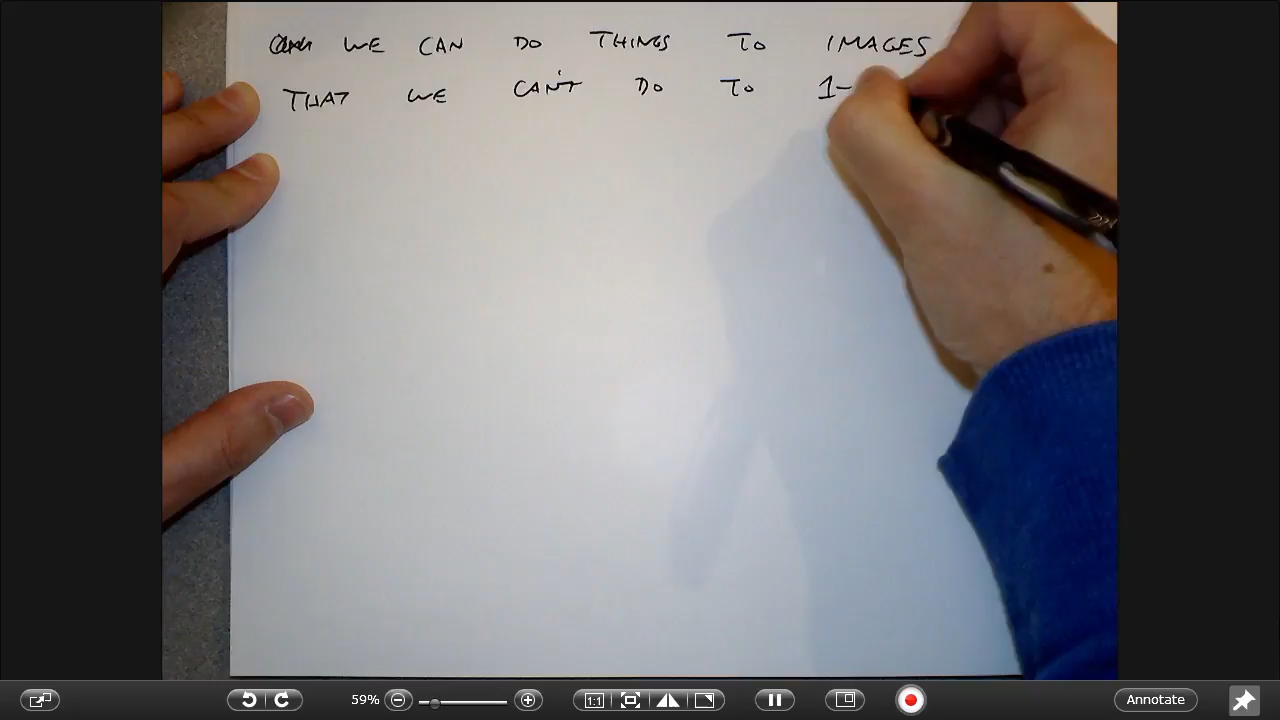 WE CAN DO THINGS TO IMAGES
THAT WE CAN'T DO TO 1-
59% 1:1 Annotate